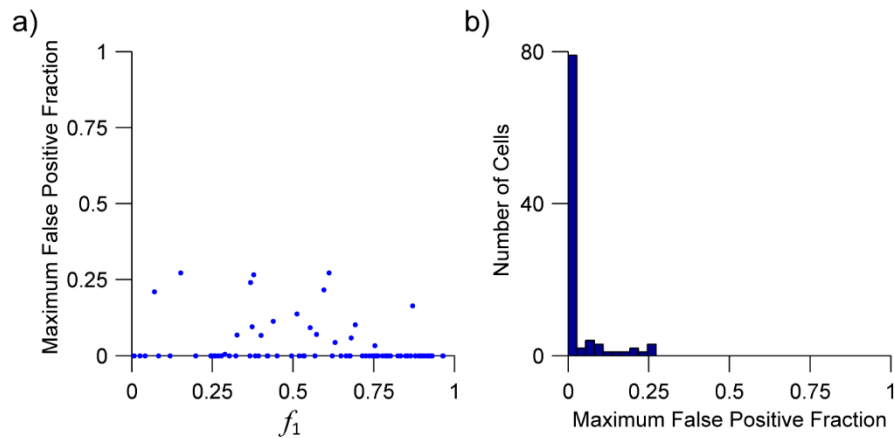 a)
Maximum False Positive Fraction
1
0.75
0.5
0.25
0
0 0.25 0.5 0.75 1
f1
b)
Number of Cells
80
40
0
0 0.25 0.5 0.75 1
Maximum False Positive Fraction